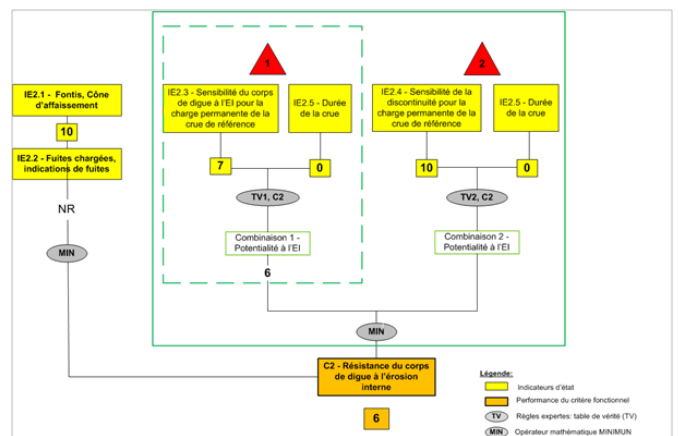 1
2
IE2.1 - Fontis, Cône
d'affaissement
IE2.3 - Sensibilité du corps
de digue à l'EI pour la
charge permanente de la
crue de référence
IE2.5 - Durée
de la crue
IE2.4 - Sensibilité de la
discontinuité pour la
charge permanente de la
crue de référence
IE2.5 - Durée
de la crue
10
IE2.2 - Fuites chargées,
indications de fuites
7
0
10
0
NR
TV1, C2
TV2, C2
MIN
Combinaison 1 -
Potentialité à l'EI
Combinaison 2 -
Potentialité à l'EI
6
MIN
C2 - Résistance du corps
de digue à l'érosion
interne
6
Légende:
Indicateurs d'état
Performance du critère fonctionnel
TV
Règles expertes: table de vérité (TV)
MIN
Opérateur mathématique MINIMUN